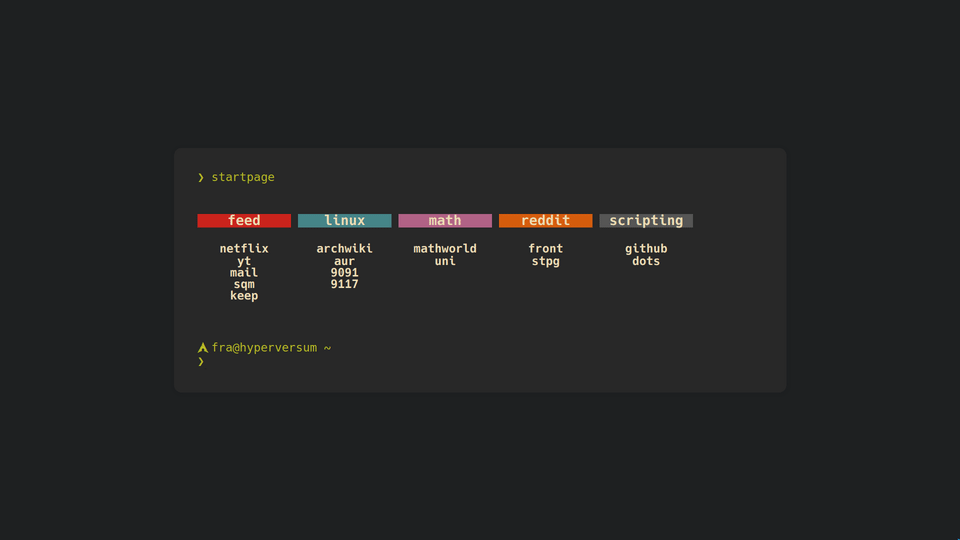 ❯ startpage
feed linux math reddit scripting
netflix archwiki mathworld front github
yt aur uni stpg dots
mail 9091
sqm 9117
keep
fra@hyperversum ~
❯